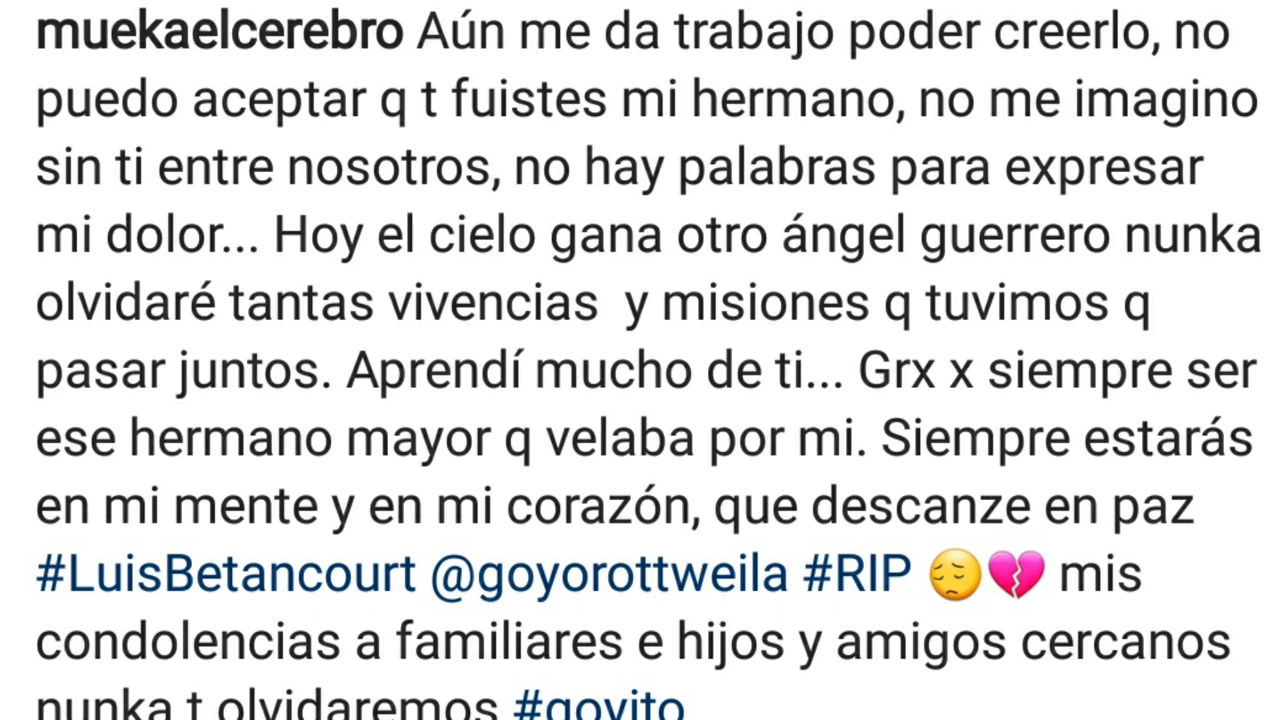 muekaelcerebro Aún me da trabajo poder creerlo, no
puedo aceptar q t fuistes mi hermano, no me imagino
sin ti entre nosotros, no hay palabras para expresar
mi dolor... Hoy el cielo gana otro ángel guerrero nunka
olvidaré tantas vivencias  y misiones q tuvimos q
pasar juntos. Aprendí mucho de ti... Grx x siempre ser
ese hermano mayor q velaba por mi. Siempre estarás
en mi mente y en mi corazón, que descanze en paz
#LuisBetancourt @goyorottweila #RIP 😔💔 mis
condolencias a familiares e hijos y amigos cercanos
nunka t olvidaremos #goyito